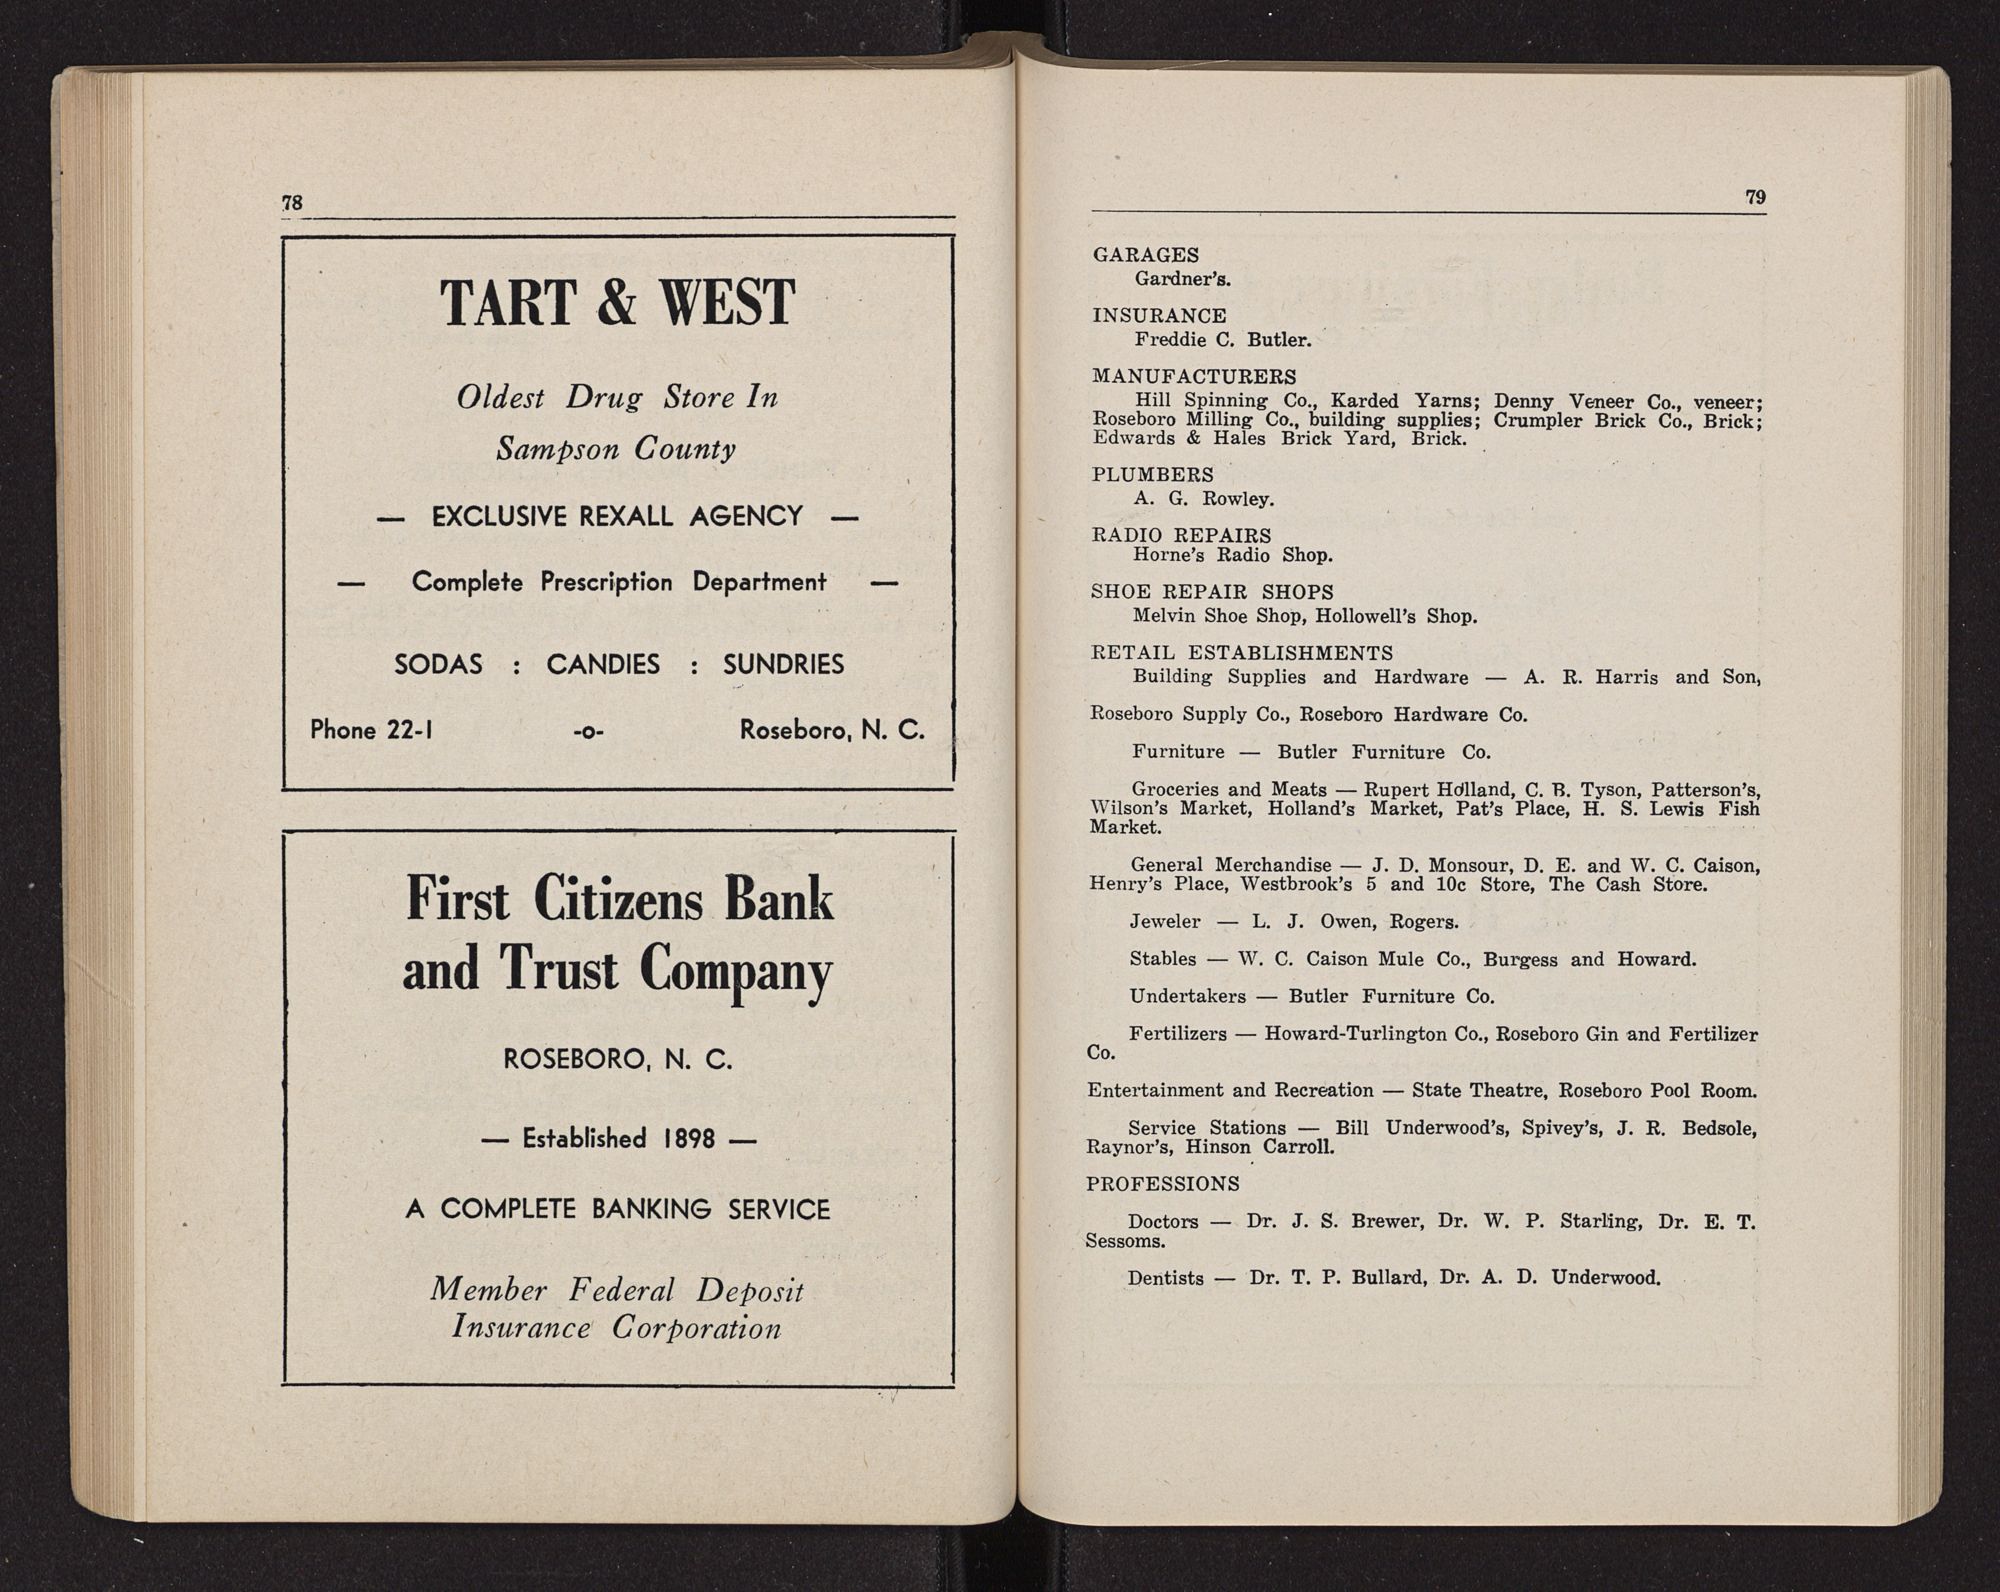 78
TART & WEST
Oldest Drug Store In
Sampson County
— EXCLUSIVE REXALL AGENCY —
— Complete Prescription Department —
SODAS : CANDIES : SUNDRIES
Phone 22-1 -o- Roseboro, N. C.
First Citizens Bank
and Trust Company
ROSEBORO, N. C.
— Established 1898 —
A COMPLETE BANKING SERVICE
Member Federal Deposit
Insurance Corporation
79
GARAGES
Gardner's.
INSURANCE
Freddie C. Butler.
MANUFACTURERS
Hill Spinning Co., Karded Yarns; Denny Veneer Co., veneer;
Roseboro Milling Co., building supplies; Crumpler Brick Co., Brick;
Edwards & Hales Brick Yard, Brick.
PLUMBERS
A. G. Rowley.
RADIO REPAIRS
Horne's Radio Shop.
SHOE REPAIR SHOPS
Melvin Shoe Shop, Hollowell's Shop.
RETAIL ESTABLISHMENTS
Building Supplies and Hardware — A. R. Harris and Son,
Roseboro Supply Co., Roseboro Hardware Co.
Furniture — Butler Furniture Co.
Groceries and Meats — Rupert Holland, C. B. Tyson, Patterson's,
Wilson's Market, Holland's Market, Pat's Place, H. S. Lewis Fish
Market.
General Merchandise — J. D. Monsour, D. E. and W. C. Caison,
Henry's Place, Westbrook's 5 and 10c Store, The Cash Store.
Jeweler — L. J. Owen, Rogers.
Stables — W. C. Caison Mule Co., Burgess and Howard.
Undertakers — Butler Furniture Co.
Fertilizers — Howard-Turlington Co., Roseboro Gin and Fertilizer
Co.
Entertainment and Recreation — State Theatre, Roseboro Pool Room.
Service Stations — Bill Underwood's, Spivey's, J. R. Bedsole,
Raynor's, Hinson Carroll.
PROFESSIONS
Doctors — Dr. J. S. Brewer, Dr. W. P. Starling, Dr. E. T.
Sessoms.
Dentists — Dr. T. P. Bullard, Dr. A. D. Underwood.